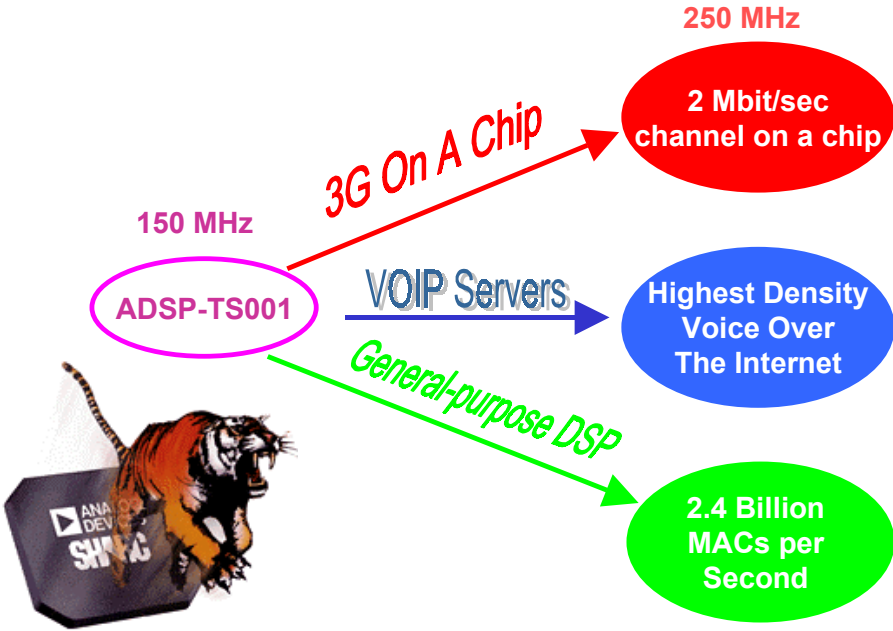 250 MHz
2 Mbit/sec
channel on a chip
3G On A Chip
150 MHz
ADSP-TS001
VOIP Servers
Highest Density
Voice Over
The Internet
General-purpose DSP
2.4 Billion
MACs per
Second